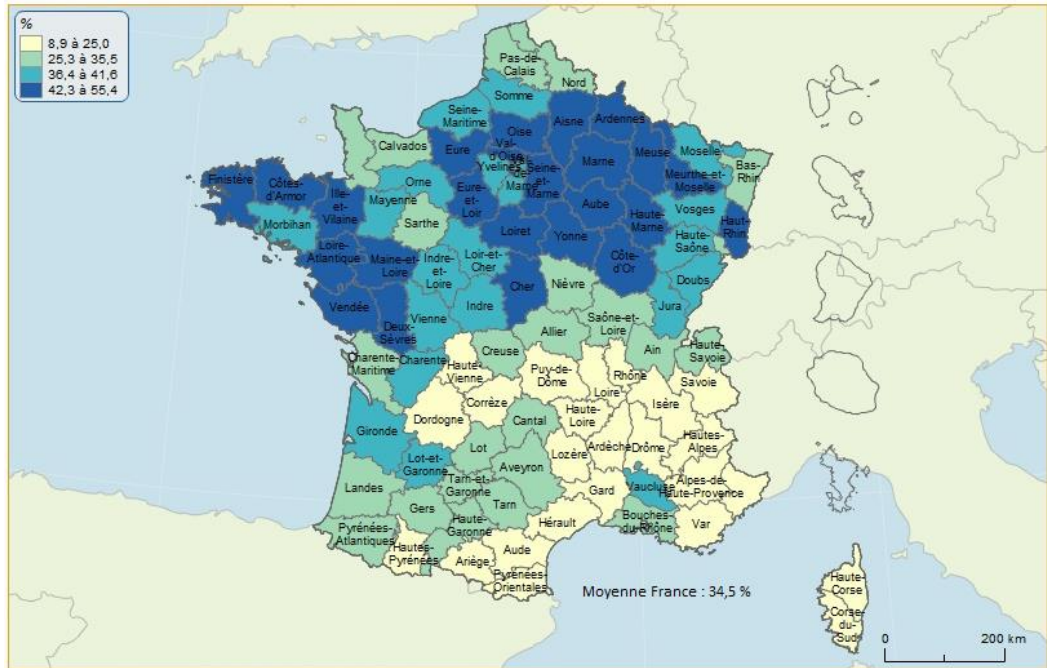 %
8,9 à 25,0
25,3 à 35,5
36,4 à 41,6
42,3 à 55,4
Pas-de-
Calais
Nord
Somme
Seine-
Maritime
Aisne
Ardennes
Oise
Val-
d'Oise
Calvados
Eure
Yvelines
Val-
de-
Marne
Seine-
et-
Marne
Marne
Meuse
Moselle
Meurthe-et-
Moselle
Bas-
Rhin
Finistère
Côtes-
d'Armor
Ille-
et-
Vilaine
Orne
Mayenne
Eure-
et-
Loir
Aube
Haute-
Marne
Vosges
Haut-
Rhin
Morbihan
Sarthe
Loiret
Yonne
Haute-
Saône
Loire-
Atlantique
Maine-et-
Loire
Indre-
et-
Loire
Loir-et-
Cher
Côte-
d'Or
Doubs
Vendée
Deux-
Sèvres
Vienne
Indre
Cher
Nièvre
Saône-et-
Loire
Jura
Charente-
Maritime
Charente
Haute-
Vienne
Creuse
Allier
Ain
Haute-
Savoie
Puy-de-
Dôme
Rhône
Loire
Savoie
Isère
Dordogne
Corrèze
Cantal
Haute-
Loire
Ardèche
Drôme
Hautes-
Alpes
Gironde
Lot-et-
Garonne
Lot
Aveyron
Lozère
Gard
Vaucluse
Alpes-de-
Haute-Provence
Landes
Tarn-et-
Garonne
Gers
Tarn
Hérault
Bouches-
du-Rhône
Var
Pyrénées-
Atlantiques
Haute-
Garonne
Hautes-
Pyrénées
Ariège
Aude
Pyrénées-
Orientales
Moyenne France : 34,5 %
Haute-
Corse
Corse-
du-
Sud
0 200 km